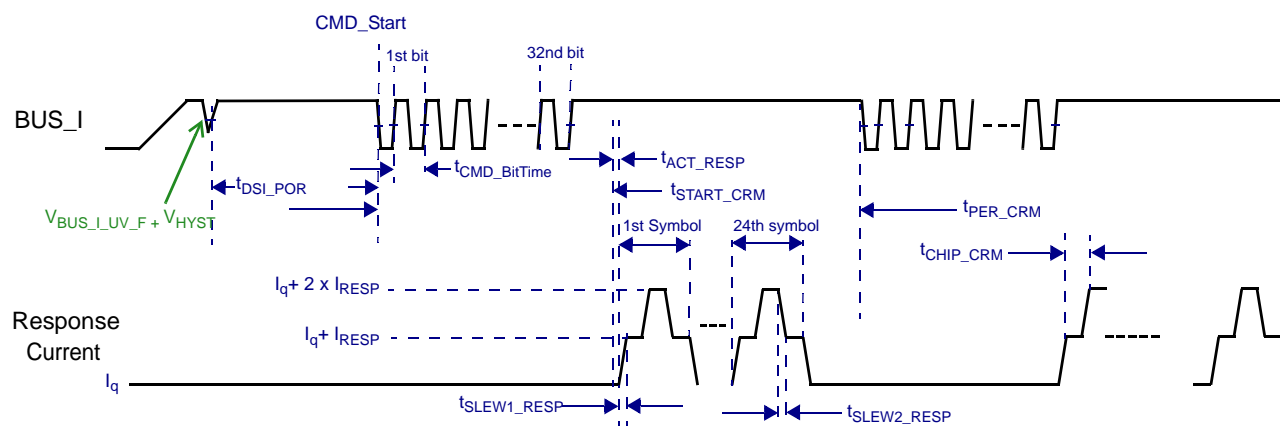 CMD_Start
1st bit
32nd bit
BUS_I
tACT_RESP
tCMD_BitTime
tDSI_POR
tSTART_CRM
VBUS_I_UV_F + VHYST
tPER_CRM
1st Symbol
24th symbol
tCHIP_CRM
Iq+ 2 x IRESP
Response
Current
Iq+ IRESP
Iq
tSLEW1_RESP
tSLEW2_RESP